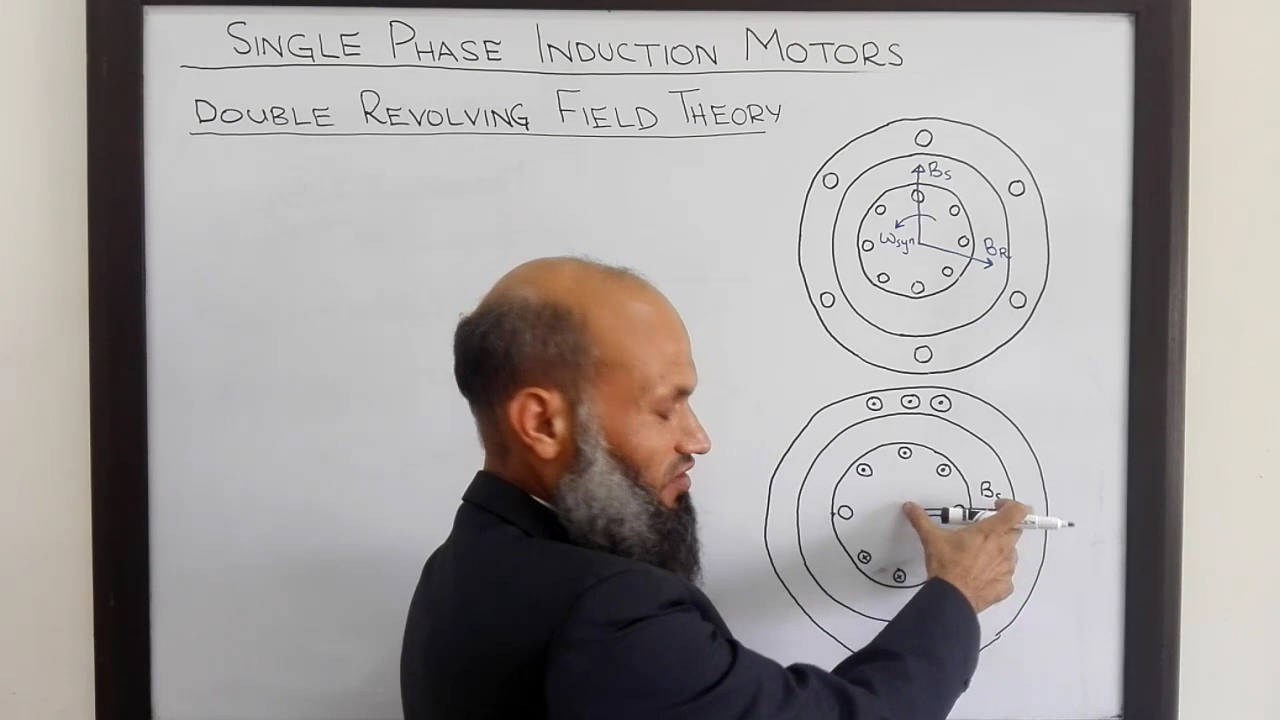 SINGLE PHASE INDUCTION MOTORS
DOUBLE REVOLVING FIELD THEORY
Bs
ωsyn
BR
Bs